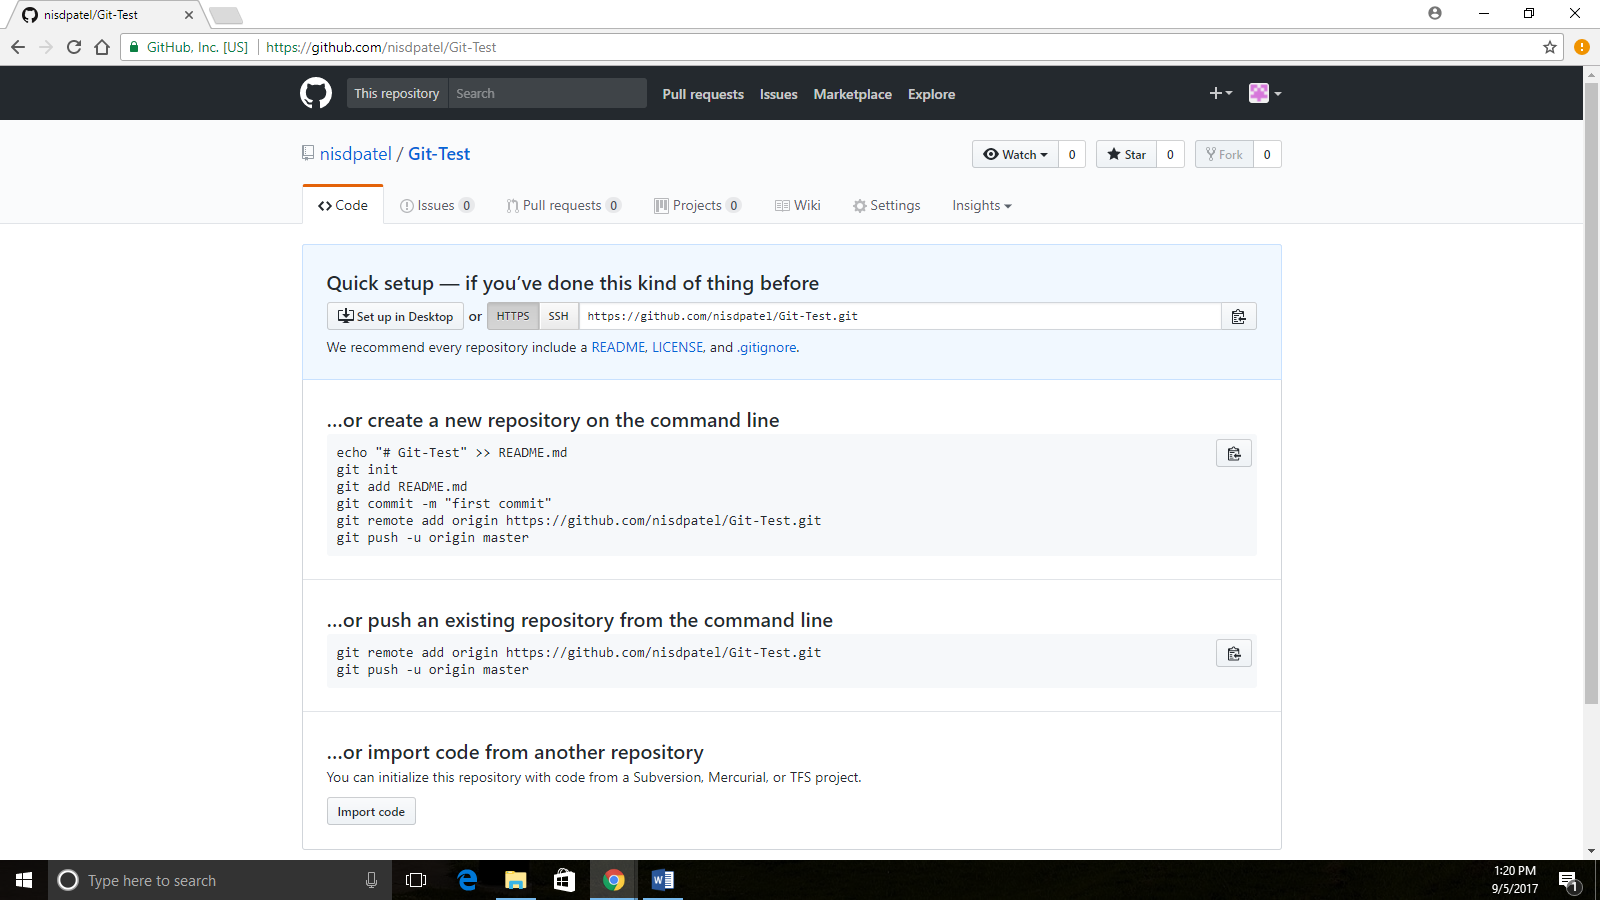 nisdpatel/Git-Test
GitHub, Inc. [US] https://github.com/nisdpatel/Git-Test
This repository Search Pull requests Issues Marketplace Explore
nisdpatel / Git-Test
Watch 0 Star 0 Fork 0
Code Issues 0 Pull requests 0 Projects 0 Wiki Settings Insights
Quick setup — if you’ve done this kind of thing before
Set up in Desktop or HTTPS SSH https://github.com/nisdpatel/Git-Test.git
We recommend every repository include a README, LICENSE, and .gitignore.
…or create a new repository on the command line
echo "# Git-Test" >> README.md
git init
git add README.md
git commit -m "first commit"
git remote add origin https://github.com/nisdpatel/Git-Test.git
git push -u origin master
…or push an existing repository from the command line
git remote add origin https://github.com/nisdpatel/Git-Test.git
git push -u origin master
…or import code from another repository
You can initialize this repository with code from a Subversion, Mercurial, or TFS project.
Import code
Type here to search
1:20 PM
9/5/2017
1